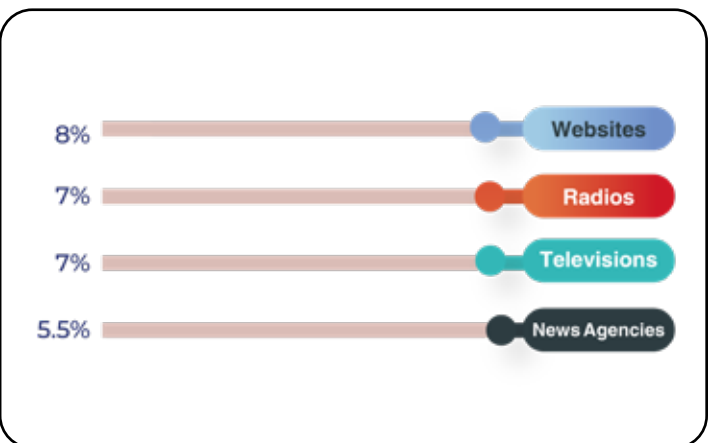 8% Websites
7% Radios
7% Televisions
5.5% News Agencies